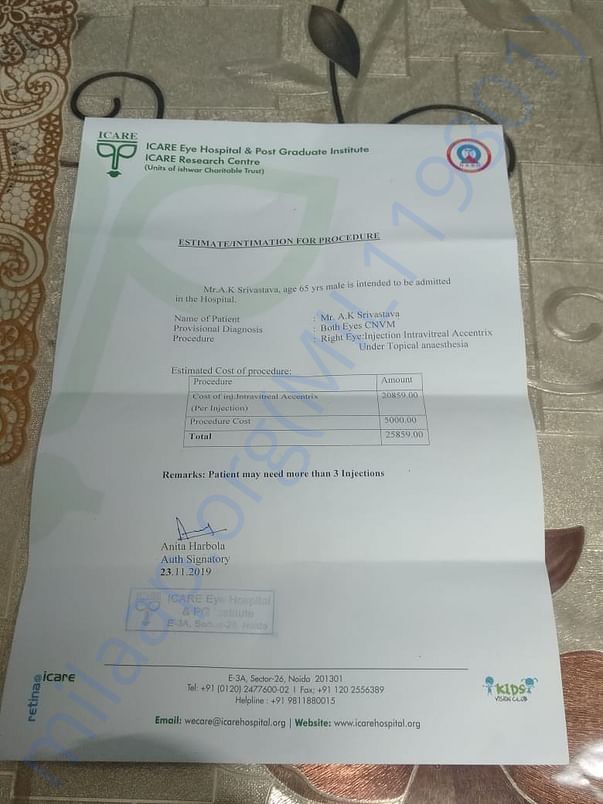 ICARE
ICARE Eye Hospital & Post Graduate Institute
ICARE Research Centre
(Units of ishwar Charitable Trust)
ESTIMATE/INTIMATION FOR PROCEDURE
Mr.A.K Srivastava, age 65 yrs male is intended to be admitted
in the Hospital.
Name of Patient : Mr. A.K Srivastava
Provisional Diagnosis : Both Eyes CNVM
Procedure : Right Eye:Injection Intravitreal Accentrix
Under Topical anaesthesia
Estimated Cost of procedure:
Procedure Amount
Cost of inj.Intravitreal Accentrix 20859.00
(Per Injection)
Procedure Cost 5000.00
Total 25859.00
Remarks: Patient may need more than 3 Injections
Anita Harbola
Auth Signatory
23.11.2019
ICARE Eye Hospital
& PG Institute
E-3A, Sector-26, Noida
retina@icare
E-3A, Sector-26, Noida 201301
Tel: +91 (0120) 2477600-02 I Fax: +91 120 2556389
Helpline : +91 9811880015
KIDS
VISION CLUB
Email: wecare@icarehospital.org | Website: www.icarehospital.org